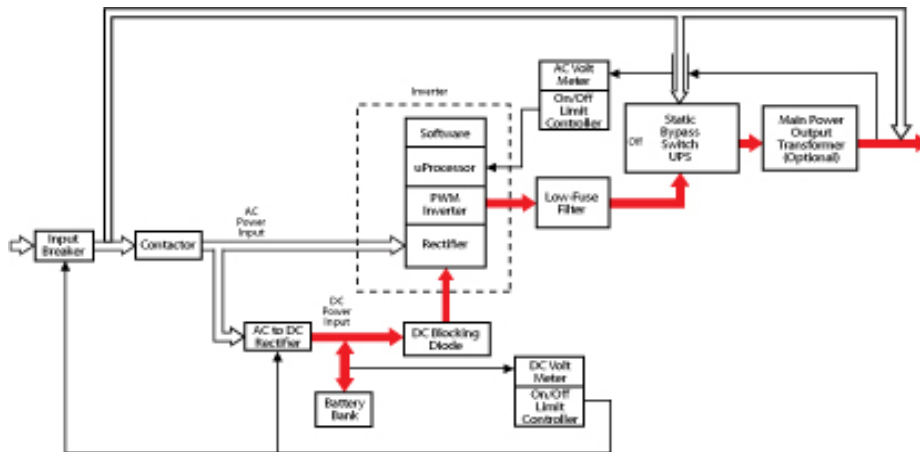 AC Volt
Meter
On/Off
Limit
Controller
Inverter
Software
uProcessor
PWM
Inverter
Rectifier
Off
Static
Bypass
Switch
UPS
Main Power
Output
Transformer
(Optional)
Low-Fuse
Filter
AC
Power
Input
Input
Breaker
Contactor
DC
Power
Input
AC to DC
Rectifier
DC Blocking
Diode
Battery
Bank
DC Volt
Meter
On/Off
Limit
Controller